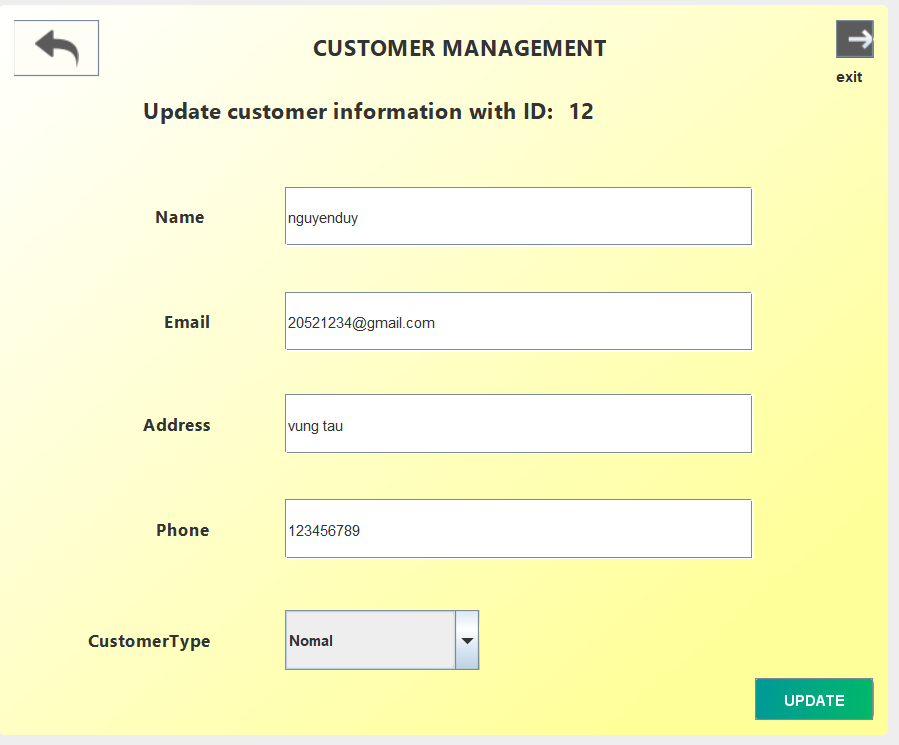 CUSTOMER MANAGEMENT
exit
Update customer information with ID: 12
Name nguyenduy
Email 20521234@gmail.com
Address vung tau
Phone 123456789
CustomerType Nomal
UPDATE